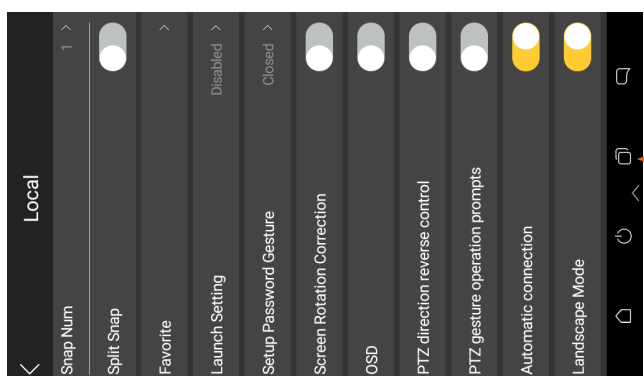 Local
Snap Num 1
Split Snap
Favorite
Launch Setting Disabled
Setup Password Gesture Closed
Screen Rotation Correction
OSD
PTZ direction reverse control
PTZ gesture operation prompts
Automatic connection
Landscape Mode